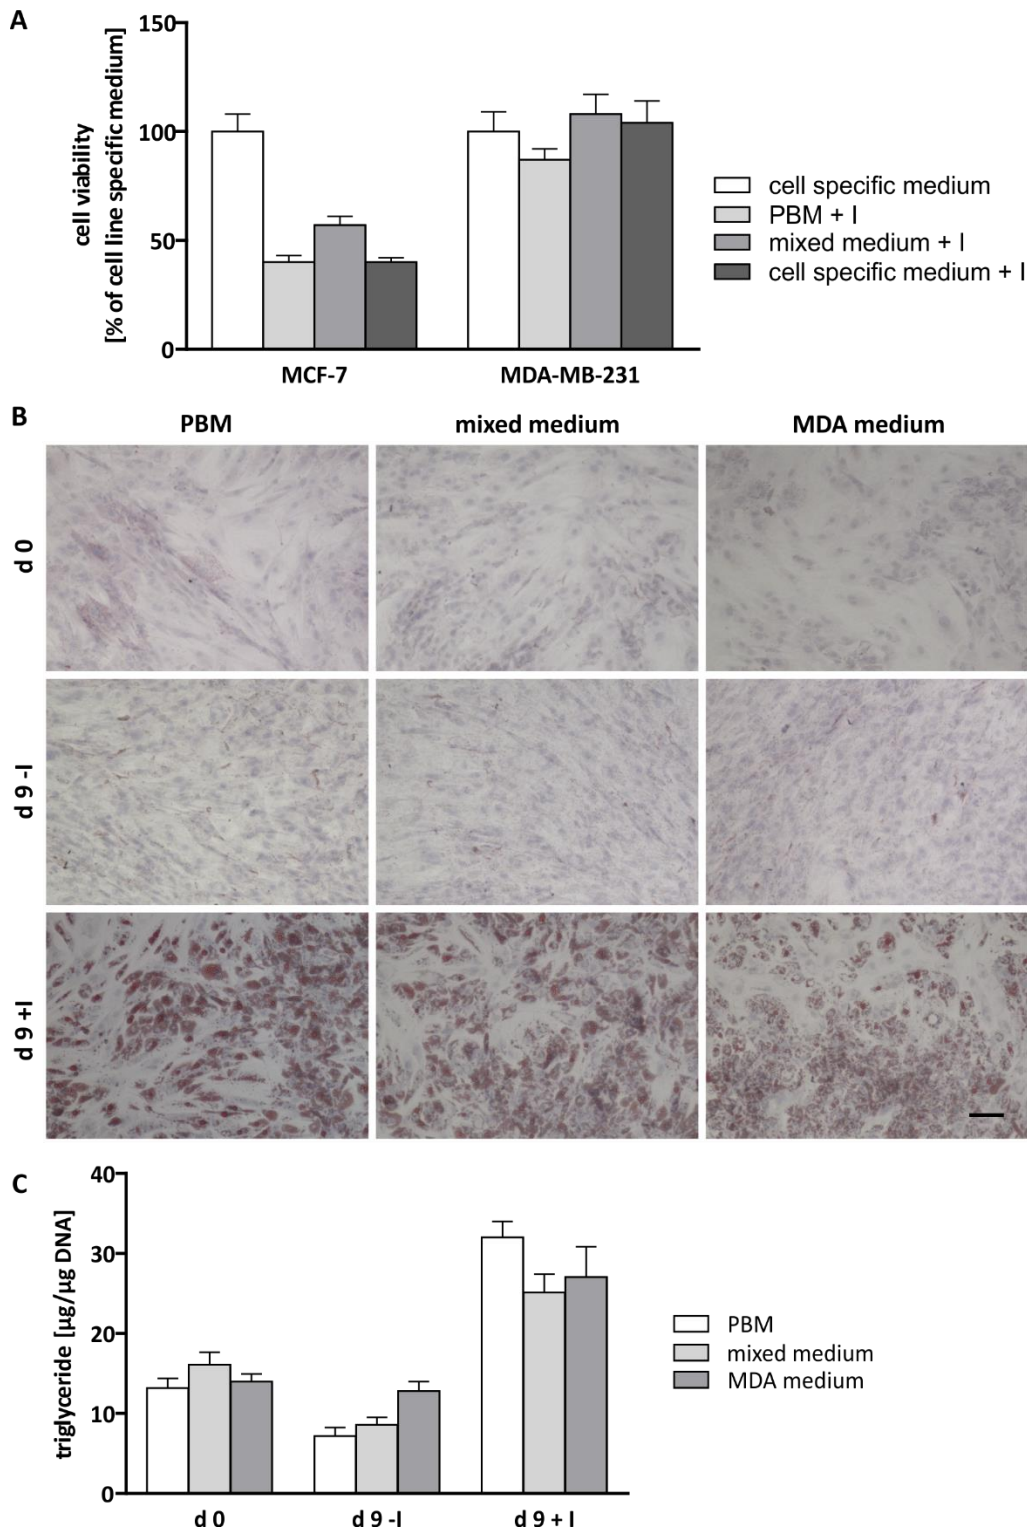 A
cell viability
[% of cell line specific medium]
150
100
50
0
MCF-7
MDA-MB-231
cell specific medium
PBM + I
mixed medium + I
cell specific medium + I
B
PBM
mixed medium
MDA medium
d 0
d 9 -I
d 9 +I
C
triglyceride [µg/µg DNA]
40
30
20
10
0
d 0
d 9 -I
d 9 + I
PBM
mixed medium
MDA medium